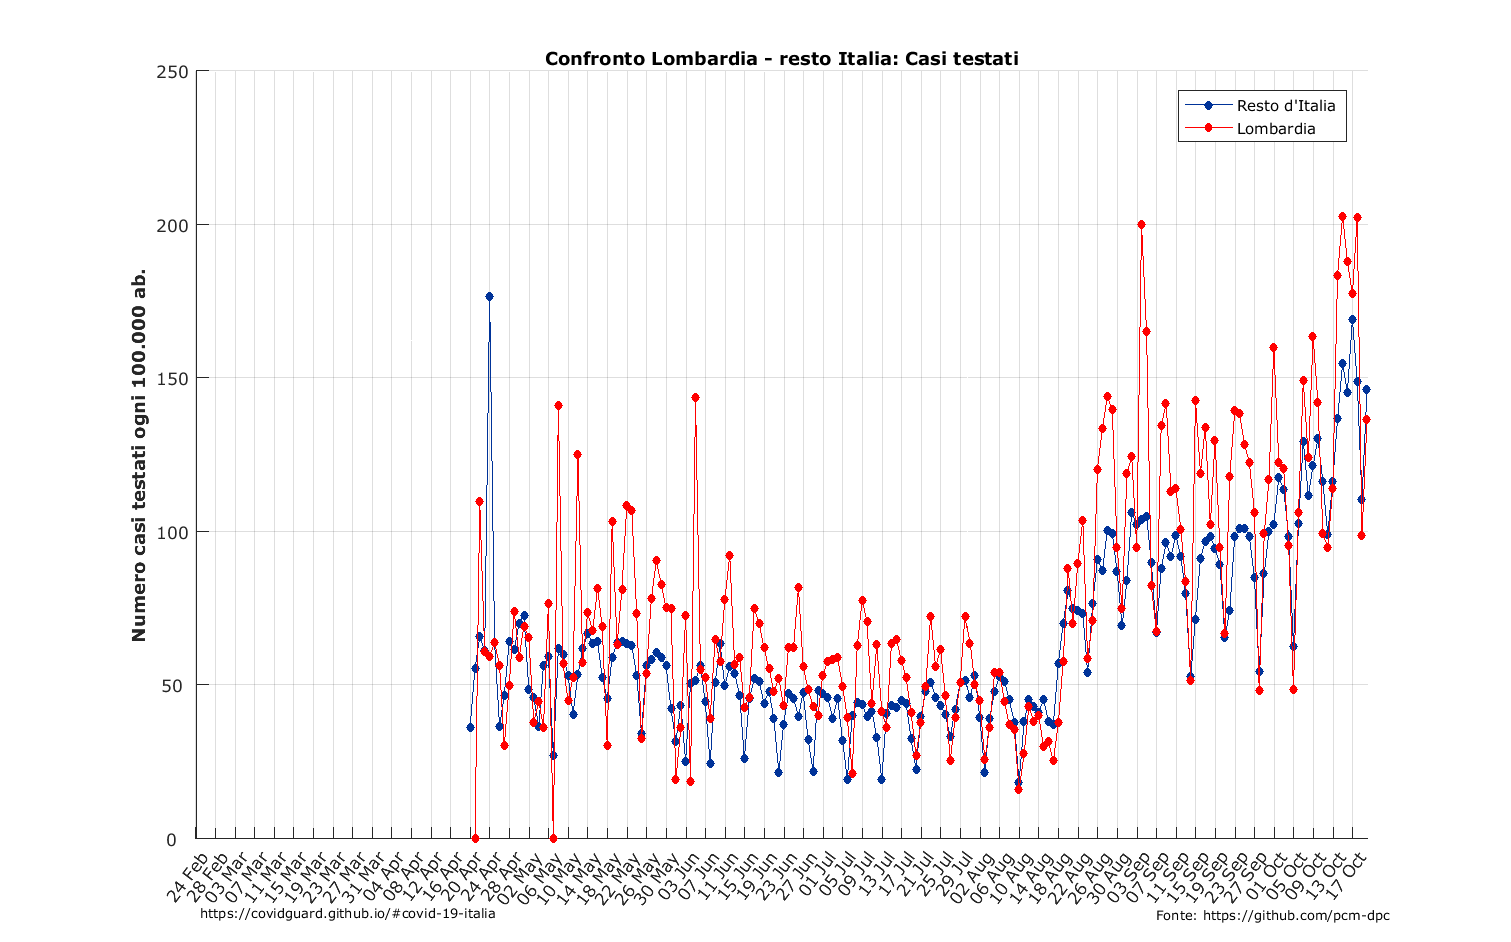 Confronto Lombardia - resto Italia: Casi testati
Numero casi testati ogni 100.000 ab.
250
200
150
100
50
0
Resto d'Italia
Lombardia
24 Feb
28 Feb
03 Mar
07 Mar
11 Mar
15 Mar
19 Mar
23 Mar
27 Mar
31 Mar
04 Apr
08 Apr
12 Apr
16 Apr
20 Apr
24 Apr
28 Apr
02 May
06 May
10 May
14 May
18 May
22 May
26 May
30 May
03 Jun
07 Jun
11 Jun
15 Jun
19 Jun
23 Jun
27 Jun
01 Jul
05 Jul
09 Jul
13 Jul
17 Jul
21 Jul
25 Jul
29 Jul
02 Aug
06 Aug
10 Aug
14 Aug
18 Aug
22 Aug
26 Aug
30 Aug
03 Sep
07 Sep
11 Sep
15 Sep
19 Sep
23 Sep
27 Sep
01 Oct
05 Oct
09 Oct
13 Oct
17 Oct
https://covidguard.github.io/#covid-19-italia
Fonte: https://github.com/pcm-dpc